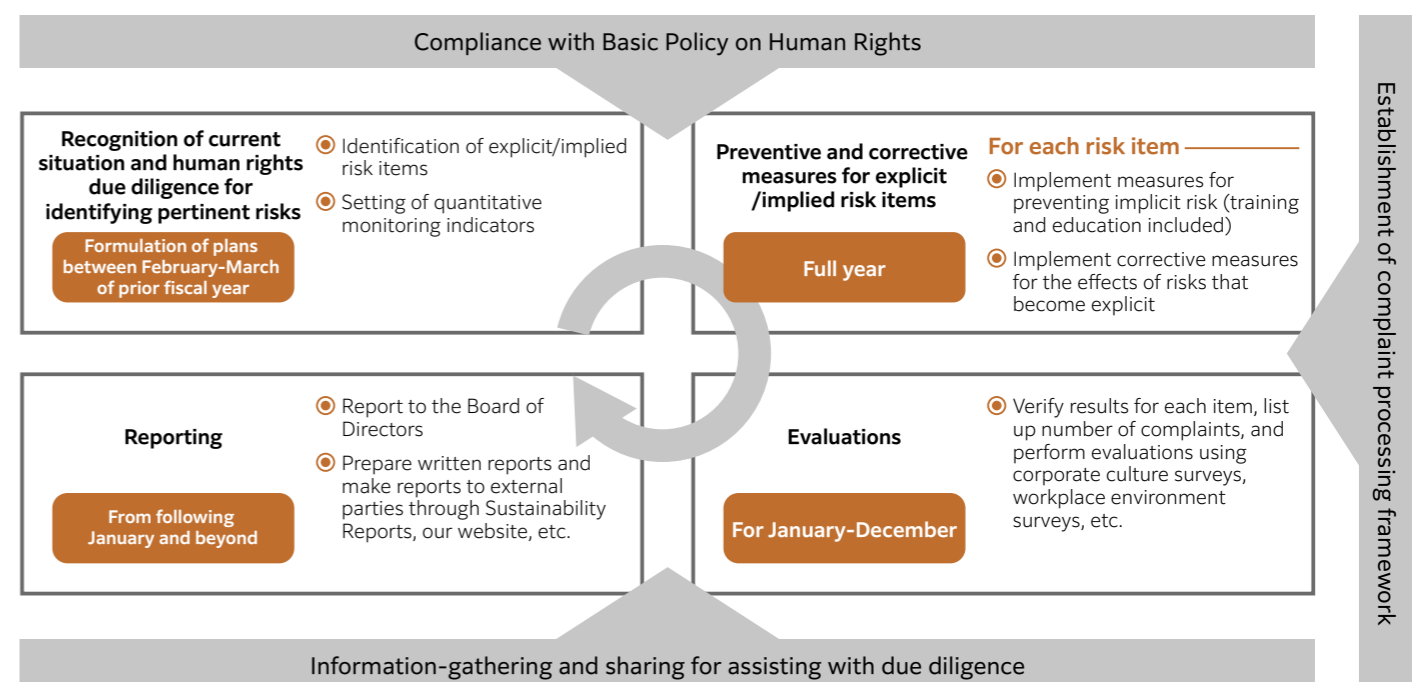 Compliance with Basic Policy on Human Rights
Recognition of current
situation and human rights
due diligence for
identifying pertinent risks
Formulation of plans
between February-March
of prior fiscal year
Identification of explicit/implied
risk items
Setting of quantitative
monitoring indicators
Preventive and corrective
measures for explicit
/implied risk items
Full year
For each risk item
Implement measures for
preventing implicit risk (training
and education included)
Implement corrective measures
for the effects of risks that
become explicit
Reporting
From following
January and beyond
Report to the Board of
Directors
Prepare written reports and
make reports to external
parties through Sustainability
Reports, our website, etc.
Evaluations
For January-December
Verify results for each item, list
up number of complaints, and
perform evaluations using
corporate culture surveys,
workplace environment
surveys, etc.
Information-gathering and sharing for assisting with due diligence
Establishment of complaint processing framework